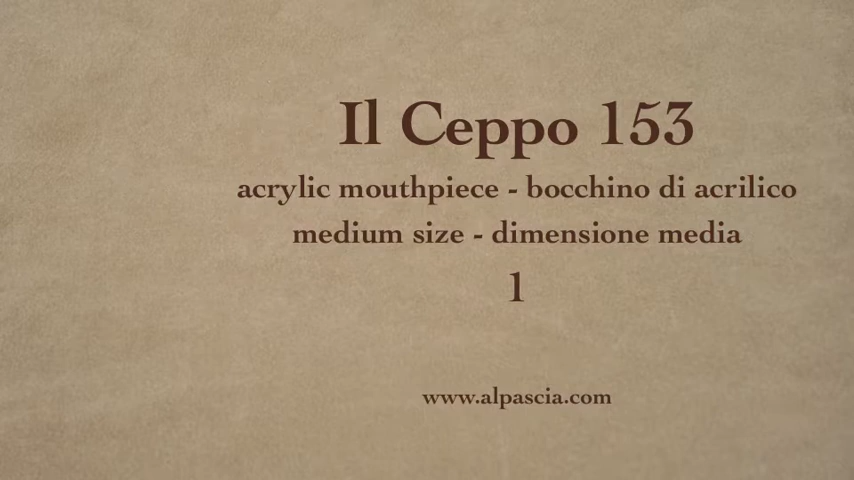 Il Ceppo 153
acrylic mouthpiece - bocchino di acrilico
medium size - dimensione media
1
www.alpascia.com